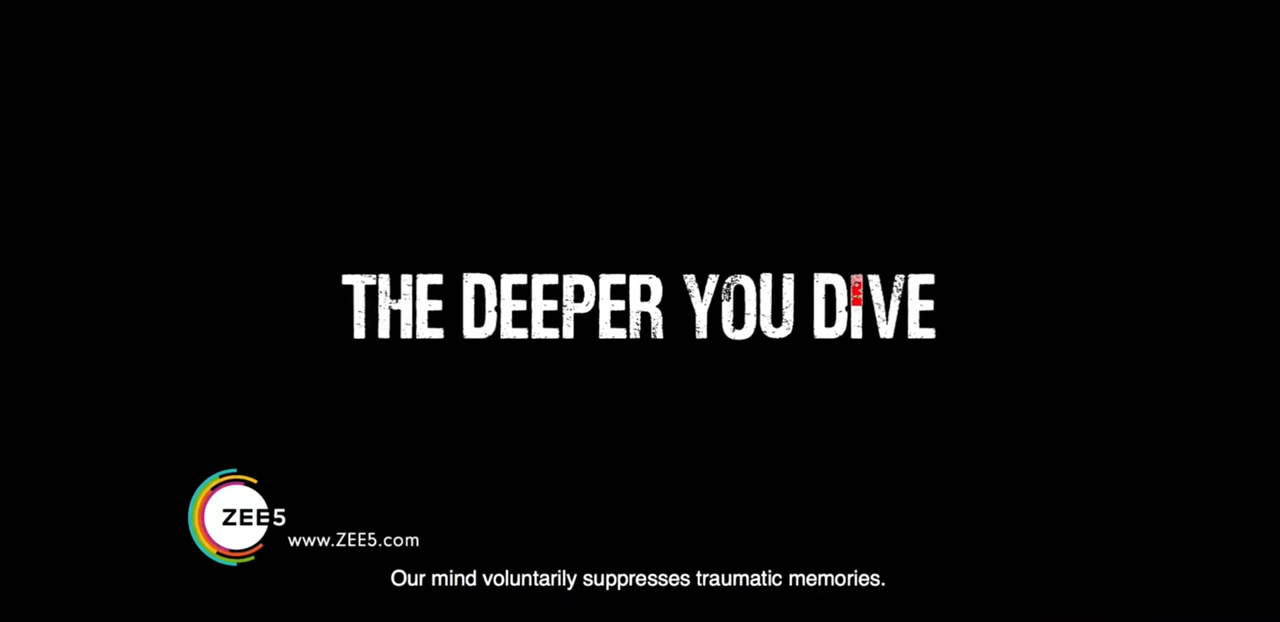 THE DEEPER YOU DIVE
ZEE5
www.ZEE5.com
Our mind voluntarily suppresses traumatic memories.